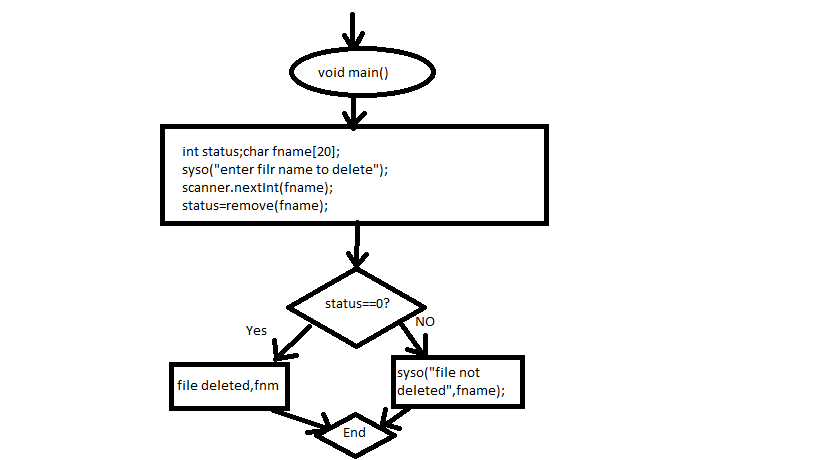 void main()
int status;char fname[20];
syso("enter filr name to delete");
scanner.nextInt(fname);
status=remove(fname);
status==0?
Yes
NO
file deleted,fnm
syso("file not
deleted",fname);
End